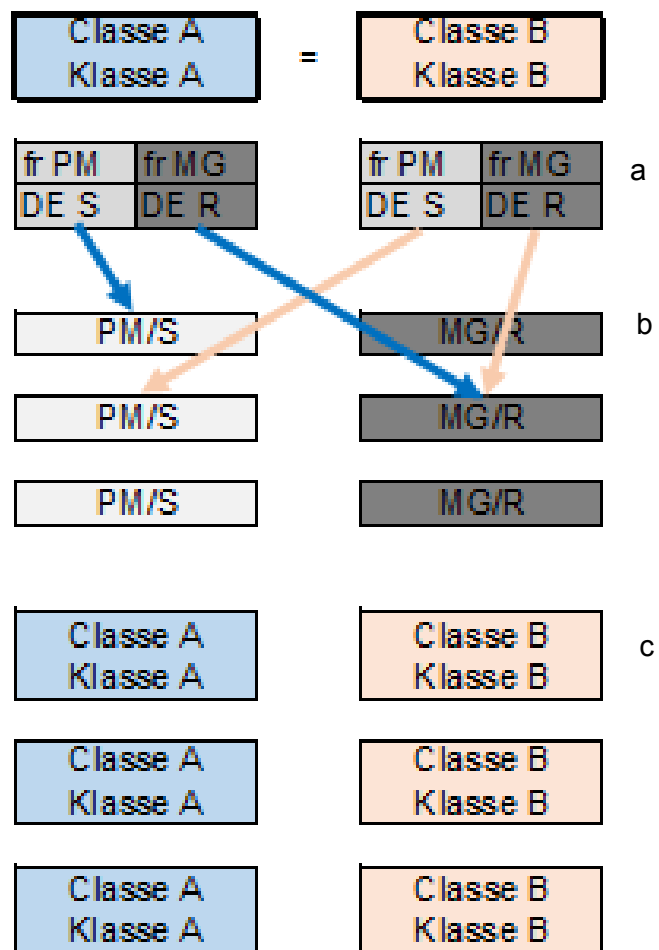 Classe A = Classe B
Klasse A Klasse B
fr PM fr MG fr PM fr MG a
DE S DE R DE S DE R
PM/S MG/R b
PM/S MG/R
PM/S MG/R
Classe A Classe B c
Klasse A Klasse B
Classe A Classe B
Klasse A Klasse B
Classe A Classe B
Klasse A Klasse B